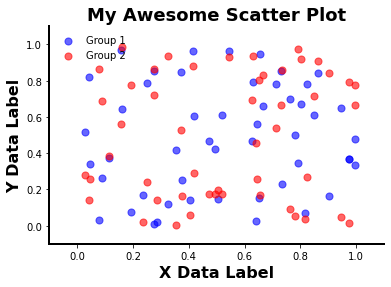 My Awesome Scatter Plot
Group 1
Group 2
1.0
0.8
0.6
0.4
0.2
0.0
Y Data Label
0.0 0.2 0.4 0.6 0.8 1.0
X Data Label